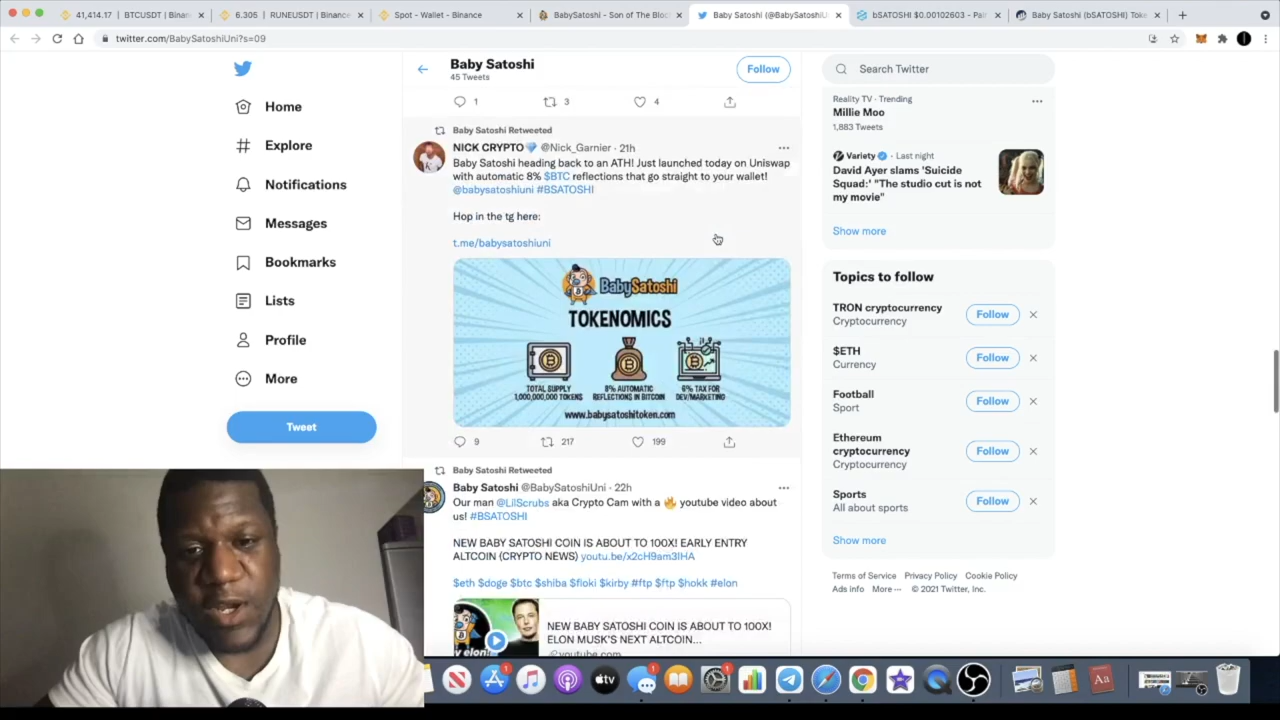 41,414.17 | BTCUSDT | Binan
6.305 | RUNEUSDT | Binance
Spot - Wallet - Binance
BabySatoshi - Son of The Bloc
Baby Satoshi (@BabySatoshiU
bSATOSHI $0.00102603 - Pair
Baby Satoshi (bSATOSHI) Toke
twitter.com/BabySatoshiUni?s=09
Home
Explore
Notifications
Messages
Bookmarks
Lists
Profile
More
Tweet
Baby Satoshi
45 Tweets
Follow
1
3
4
Baby Satoshi Retweeted
NICK CRYPTO @Nick_Garnier · 21h
Baby Satoshi heading back to an ATH! Just launched today on Uniswap
with automatic 8% $BTC reflections that go straight to your wallet!
@babysatoshiuni #BSATOSHI
Hop in the tg here:
t.me/babysatoshiuni
BabySatoshi
TOKENOMICS
TOTAL SUPPLY
1,000,000,000 TOKENS
8% AUTOMATIC
REFLECTIONS IN BITCOIN
6% TAX FOR
DEV/MARKETING
www.babysatoshitoken.com
9
217
199
Baby Satoshi Retweeted
Baby Satoshi @BabySatoshiUni · 22h
Our man @LilScrubs aka Crypto Cam with a 🔥 youtube video about
us! #BSATOSHI
NEW BABY SATOSHI COIN IS ABOUT TO 100X! EARLY ENTRY
ALTCOIN (CRYPTO NEWS) youtu.be/x2cH9am3IHA
$eth $doge $btc $shiba $floki $kirby #ftp $ftp $hokk #elon
elon!
NEW BABY SATOSHI COIN IS ABOUT TO 100X!
ELON MUSK'S NEXT ALTCOIN...
youtube.com
Search Twitter
Reality TV · Trending
Millie Moo
1,883 Tweets
Variety · Last night
David Ayer slams 'Suicide
Squad:' "The studio cut is not
my movie"
Show more
Topics to follow
TRON cryptocurrency
Cryptocurrency
Follow
$ETH
Currency
Follow
Football
Sport
Follow
Ethereum
cryptocurrency
Cryptocurrency
Follow
Sports
All about sports
Follow
Show more
Terms of Service Privacy Policy Cookie Policy
Ads info More ··· © 2021 Twitter, Inc.
1
tv
1
1
Aa